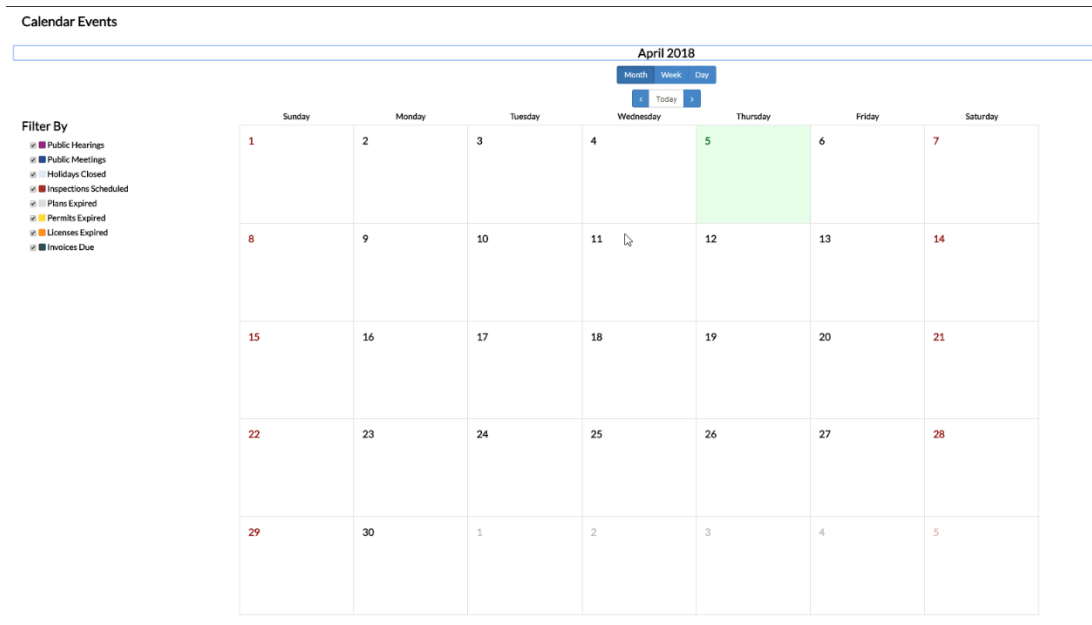 Calendar Events
April 2018
Month Week Day
‹ Today ›
Filter By
Public Hearings
Public Meetings
Holidays Closed
Inspections Scheduled
Plans Expired
Permits Expired
Licenses Expired
Invoices Due
Sunday Monday Tuesday Wednesday Thursday Friday Saturday
1 2 3 4 5 6 7
8 9 10 11 12 13 14
15 16 17 18 19 20 21
22 23 24 25 26 27 28
29 30 1 2 3 4 5